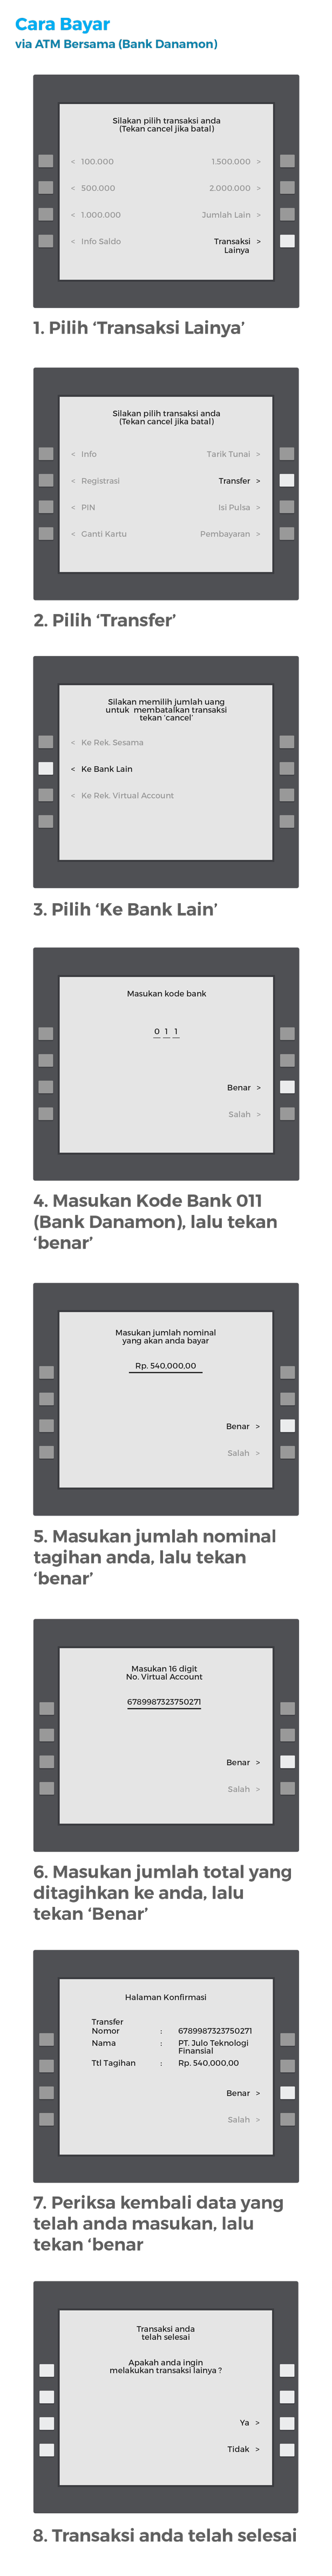 Cara Bayar
via ATM Bersama (Bank Danamon)
Silakan pilih transaksi anda
(Tekan cancel jika batal)
< 100.000 1.500.000 >
< 500.000 2.000.000 >
< 1.000.000 Jumlah Lain >
< Info Saldo Transaksi >
Lainya
1. Pilih ‘Transaksi Lainya’
Silakan pilih transaksi anda
(Tekan cancel jika batal)
< Info Tarik Tunai >
< Registrasi Transfer >
< PIN Isi Pulsa >
< Ganti Kartu Pembayaran >
2. Pilih ‘Transfer’
Silakan memilih jumlah uang
untuk membatalkan transaksi
tekan ‘cancel’
< Ke Rek. Sesama
< Ke Bank Lain
< Ke Rek. Virtual Account
3. Pilih ‘Ke Bank Lain’
Masukan kode bank
0 1 1
Benar >
Salah >
4. Masukan Kode Bank 011
(Bank Danamon), lalu tekan
‘benar’
Masukan jumlah nominal
yang akan anda bayar
Rp. 540,000,00
Benar >
Salah >
5. Masukan jumlah nominal
tagihan anda, lalu tekan
‘benar’
Masukan 16 digit
No. Virtual Account
6789987323750271
Benar >
Salah >
6. Masukan jumlah total yang
ditagihkan ke anda, lalu
tekan ‘Benar’
Halaman Konfirmasi
Transfer
Nomor : 6789987323750271
Nama : PT. Julo Teknologi
Finansial
Ttl Tagihan : Rp. 540,000,00
Benar >
Salah >
7. Periksa kembali data yang
telah anda masukan, lalu
tekan ‘benar
Transaksi anda
telah selesai
Apakah anda ingin
melakukan transaksi lainya ?
Ya >
Tidak >
8. Transaksi anda telah selesai